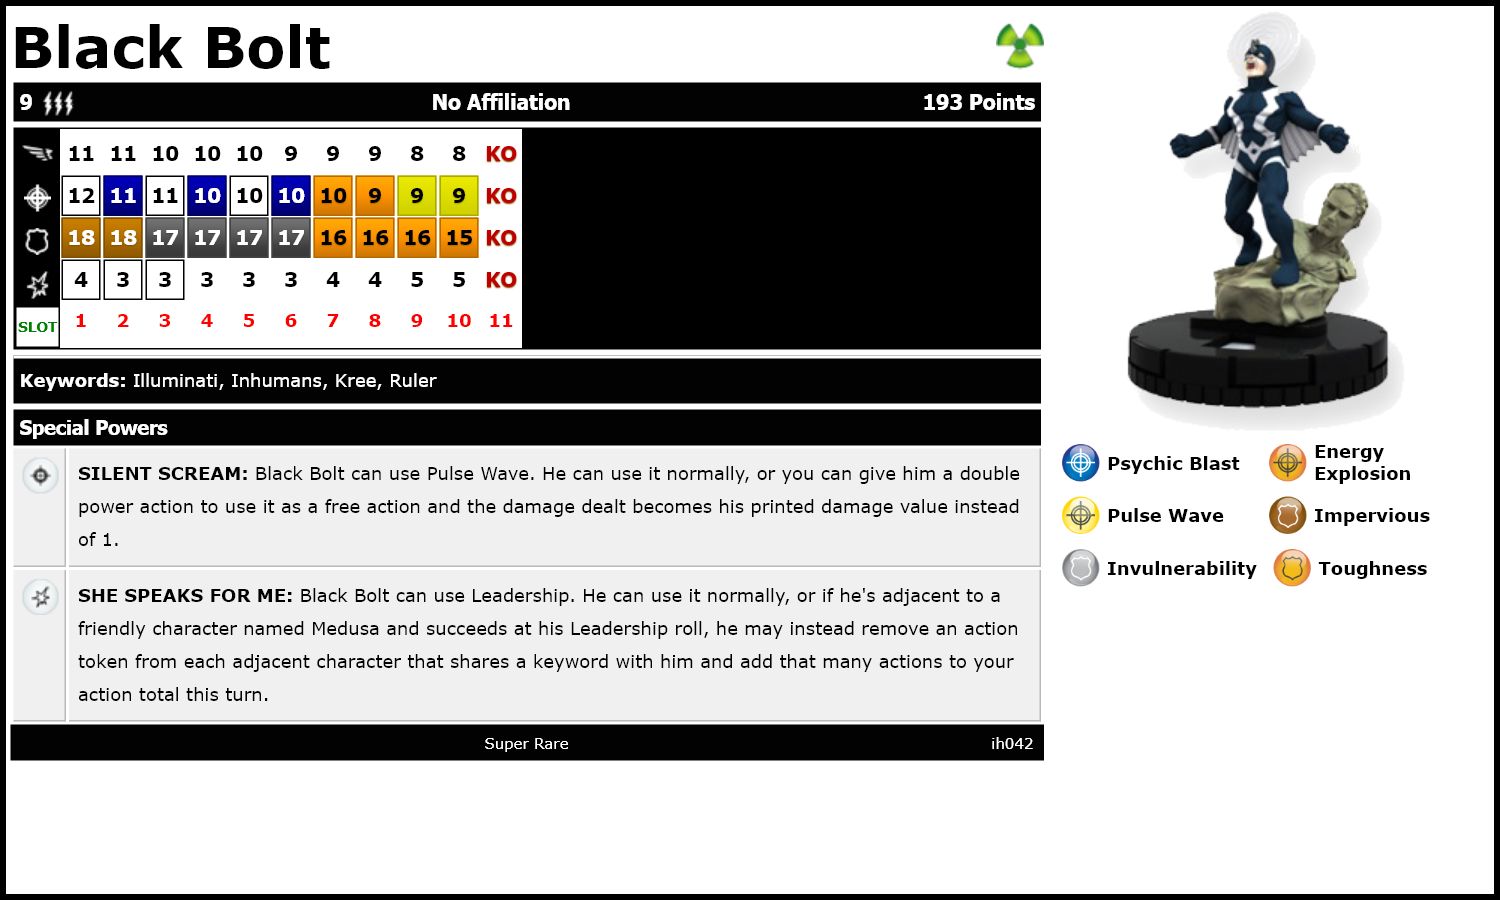 Black Bolt
9 No Affiliation 193 Points
11 11 10 10 10 9 9 9 8 8 KO
12 11 11 10 10 10 10 9 9 9 KO
18 18 17 17 17 17 16 16 16 15 KO
4 3 3 3 3 3 4 4 5 5 KO
SLOT 1 2 3 4 5 6 7 8 9 10 11
Keywords: Illuminati, Inhumans, Kree, Ruler
Special Powers
SILENT SCREAM: Black Bolt can use Pulse Wave. He can use it normally, or you can give him a double
power action to use it as a free action and the damage dealt becomes his printed damage value instead
of 1.
SHE SPEAKS FOR ME: Black Bolt can use Leadership. He can use it normally, or if he's adjacent to a
friendly character named Medusa and succeeds at his Leadership roll, he may instead remove an action
token from each adjacent character that shares a keyword with him and add that many actions to your
action total this turn.
Super Rare ih042
Psychic Blast
Energy
Explosion
Pulse Wave
Impervious
Invulnerability
Toughness